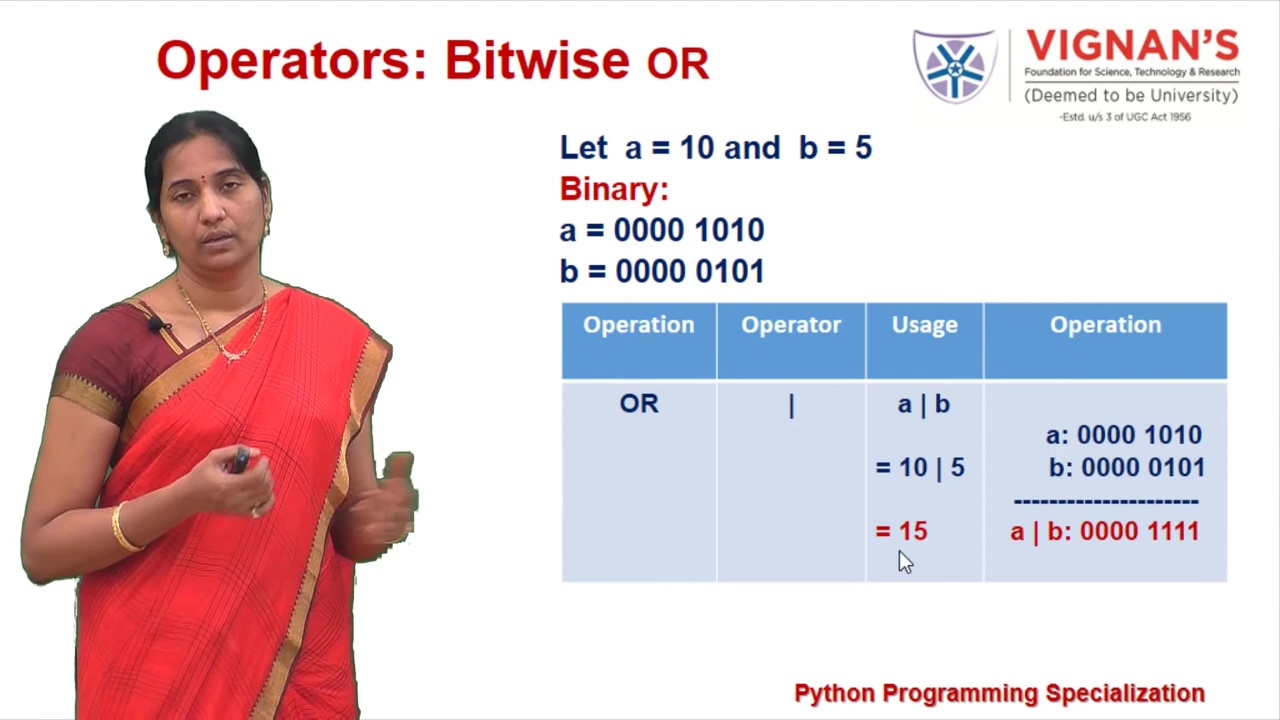 Operators: Bitwise OR
VIGNAN'S
Foundation for Science, Technology & Research
(Deemed to be University)
-Estd. u/s 3 of UGC Act 1956
Let a = 10 and b = 5
Binary:
a = 0000 1010
b = 0000 0101
Operation Operator Usage Operation
OR | a | b
a: 0000 1010
= 10 | 5 b: 0000 0101
---------------------
= 15 a | b: 0000 1111
Python Programming Specialization